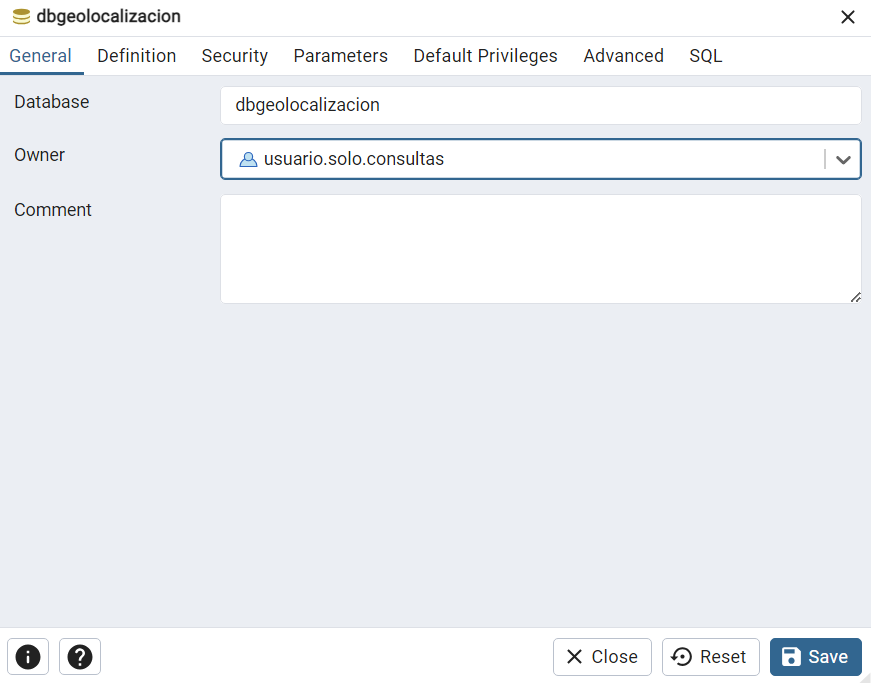 dbgeolocalizacion
General Definition Security Parameters Default Privileges Advanced SQL
Database dbgeolocalizacion
Owner usuario.solo.consultas
Comment
Close Reset Save